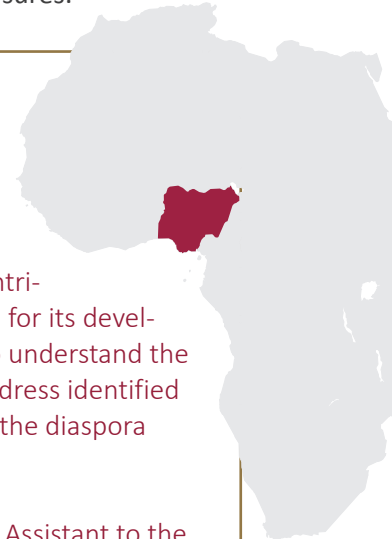 sures.
ntri-
for its devel-
understand the
dress identified
the diaspora
Assistant to the